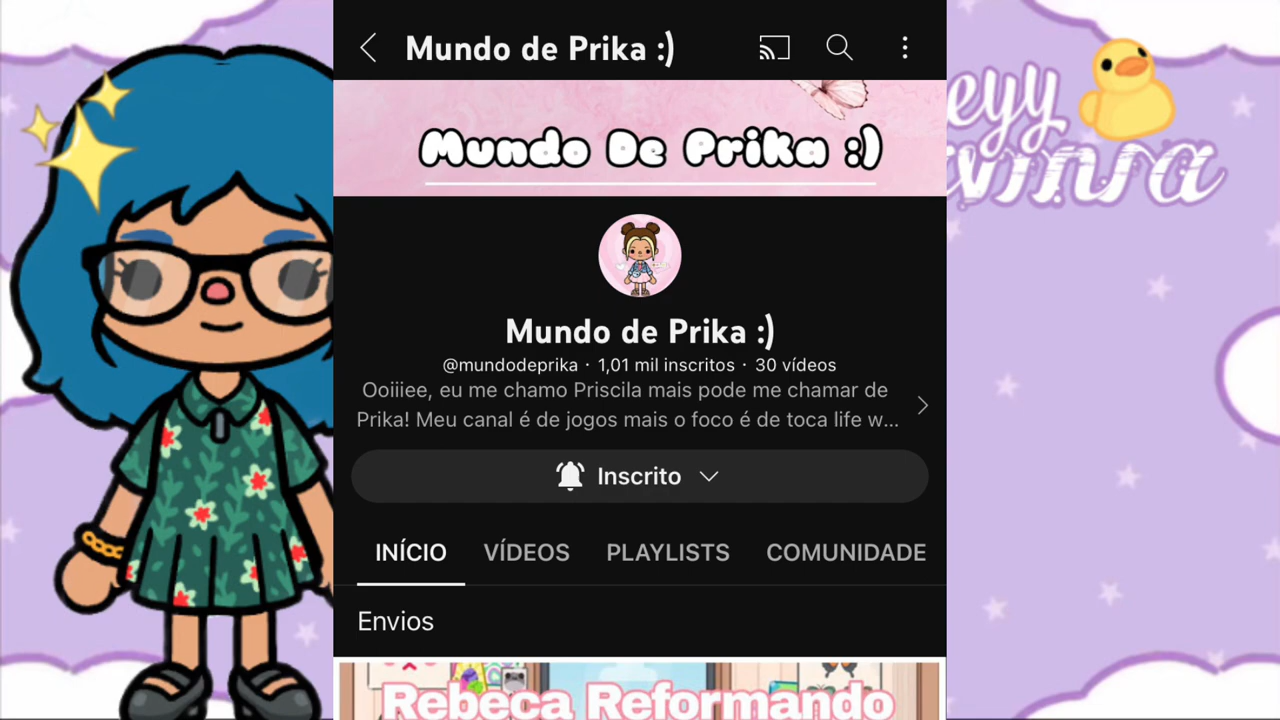 Mundo de Prika :)
Mundo De Prika :)
Mundo de Prika :)
@mundodeprika · 1,01 mil inscritos · 30 vídeos
Ooiiiee, eu me chamo Priscila mais pode me chamar de
Prika! Meu canal é de jogos mais o foco é de toca life w...
Inscrito
INÍCIO VÍDEOS PLAYLISTS COMUNIDADE
Envios
Rebeca Reformando
eyy